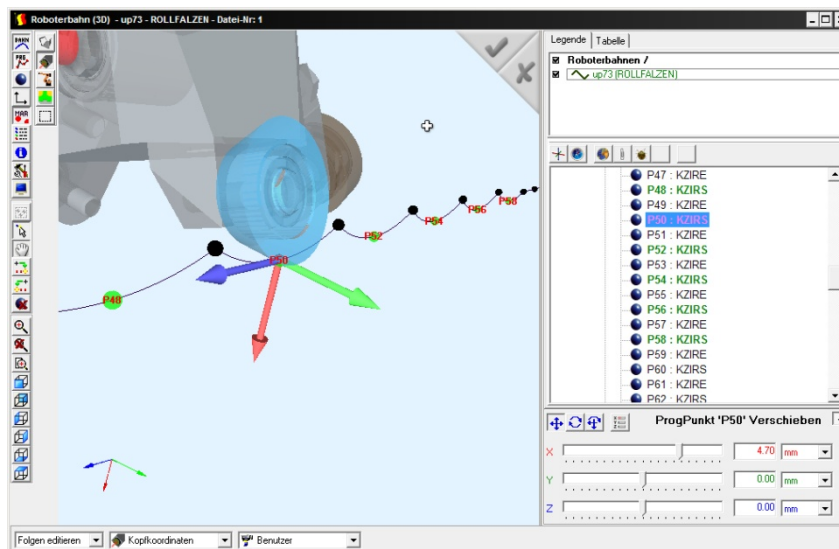 Roboterbahn (3D) - up73 - ROLLFALZEN - Datei-Nr: 1
BAHN
PRG
MAR
Legende
Tabelle
Roboterbahnen /
up73 (ROLLFALZEN)
P48
P50
P52
P54
P56
P58
P47 : KZIRE
P48 : KZIRS
P49 : KZIRE
P50 : KZIRS
P51 : KZIRE
P52 : KZIRS
P53 : KZIRE
P54 : KZIRS
P55 : KZIRE
P56 : KZIRS
P57 : KZIRE
P58 : KZIRS
P59 : KZIRE
P60 : KZIRS
P61 : KZIRE
P62 : KZIRS
ProgPunkt 'P50' Verschieben
X 4.70 mm
Y 0.00 mm
Z 0.00 mm
Folgen editieren
Kopfkoordinaten
Benutzer